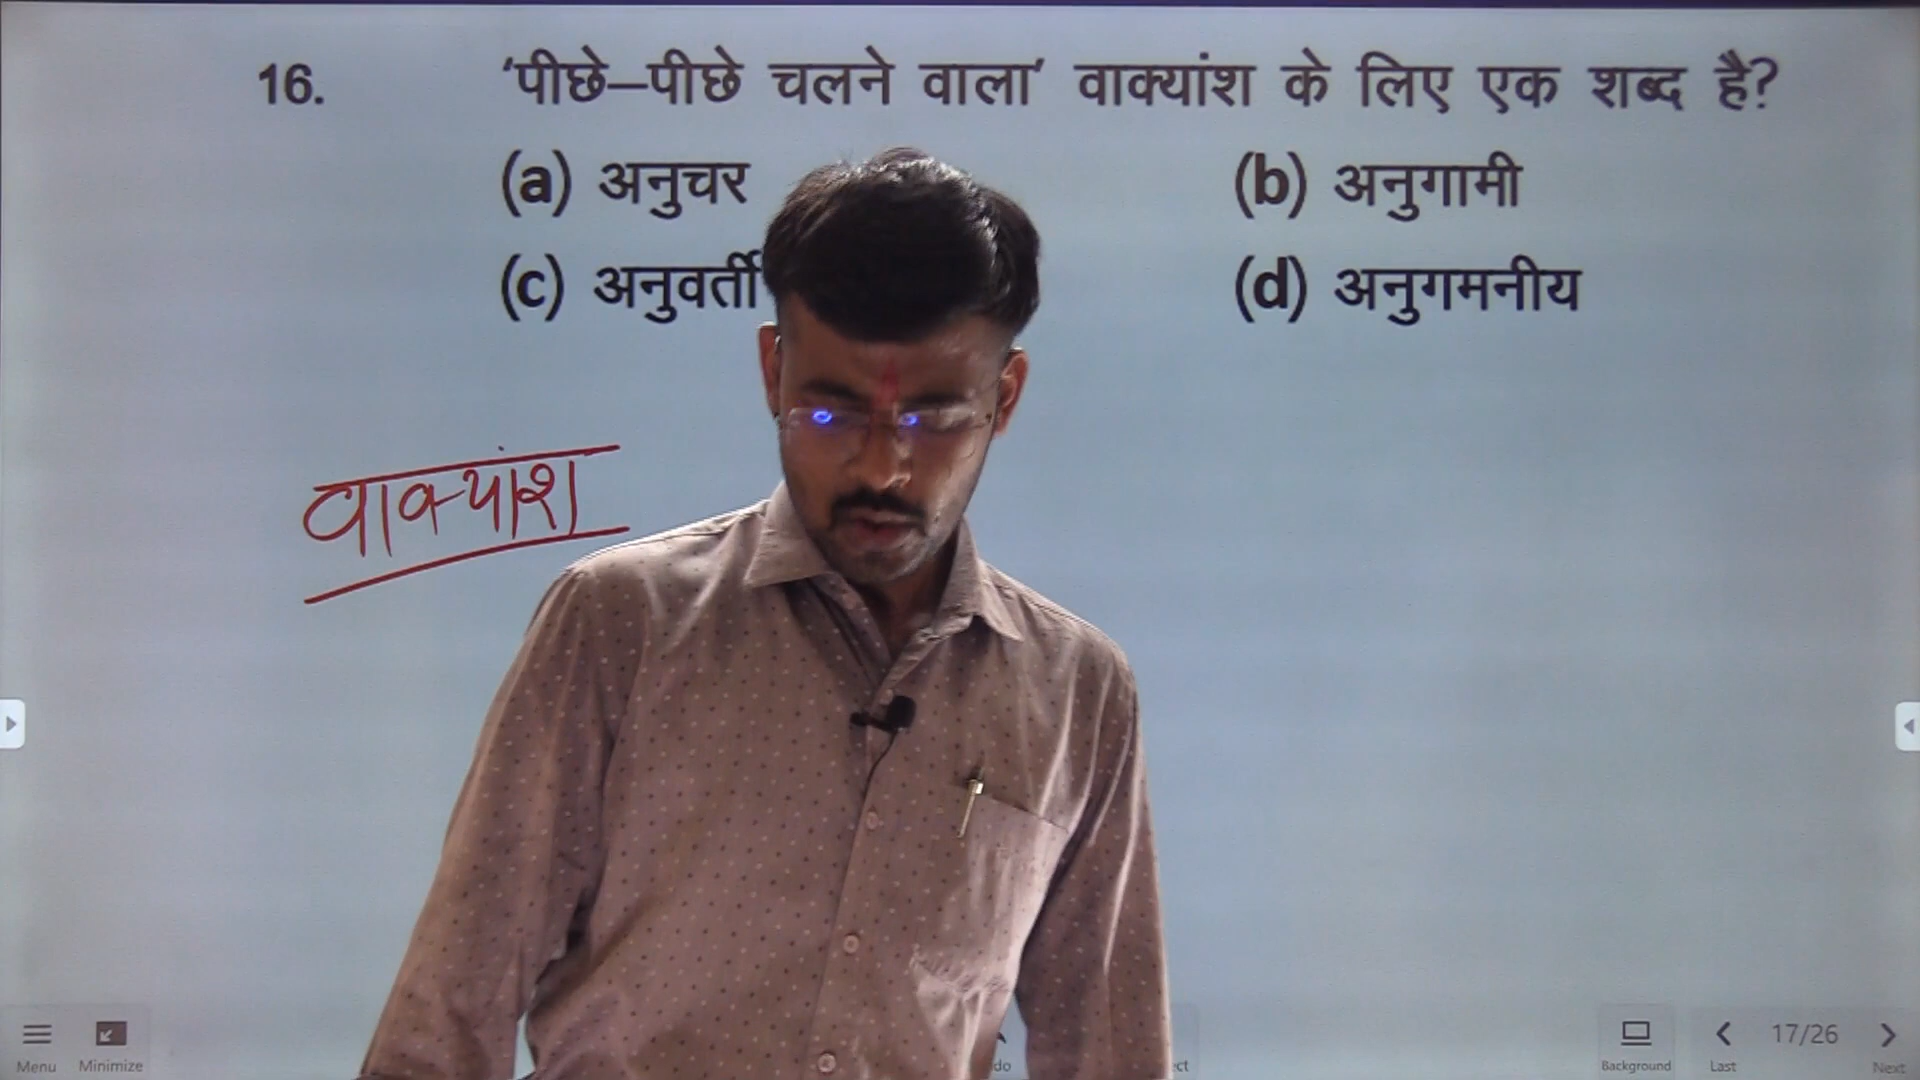 16. ‘पीछे–पीछे चलने वाला’ वाक्यांश के लिए एक शब्द है?
(a) अनुचर (b) अनुगामी
(c) अनुवर्ती (d) अनुगमनीय
वाक्यांश
Menu Minimize Background Last 17/26 Next